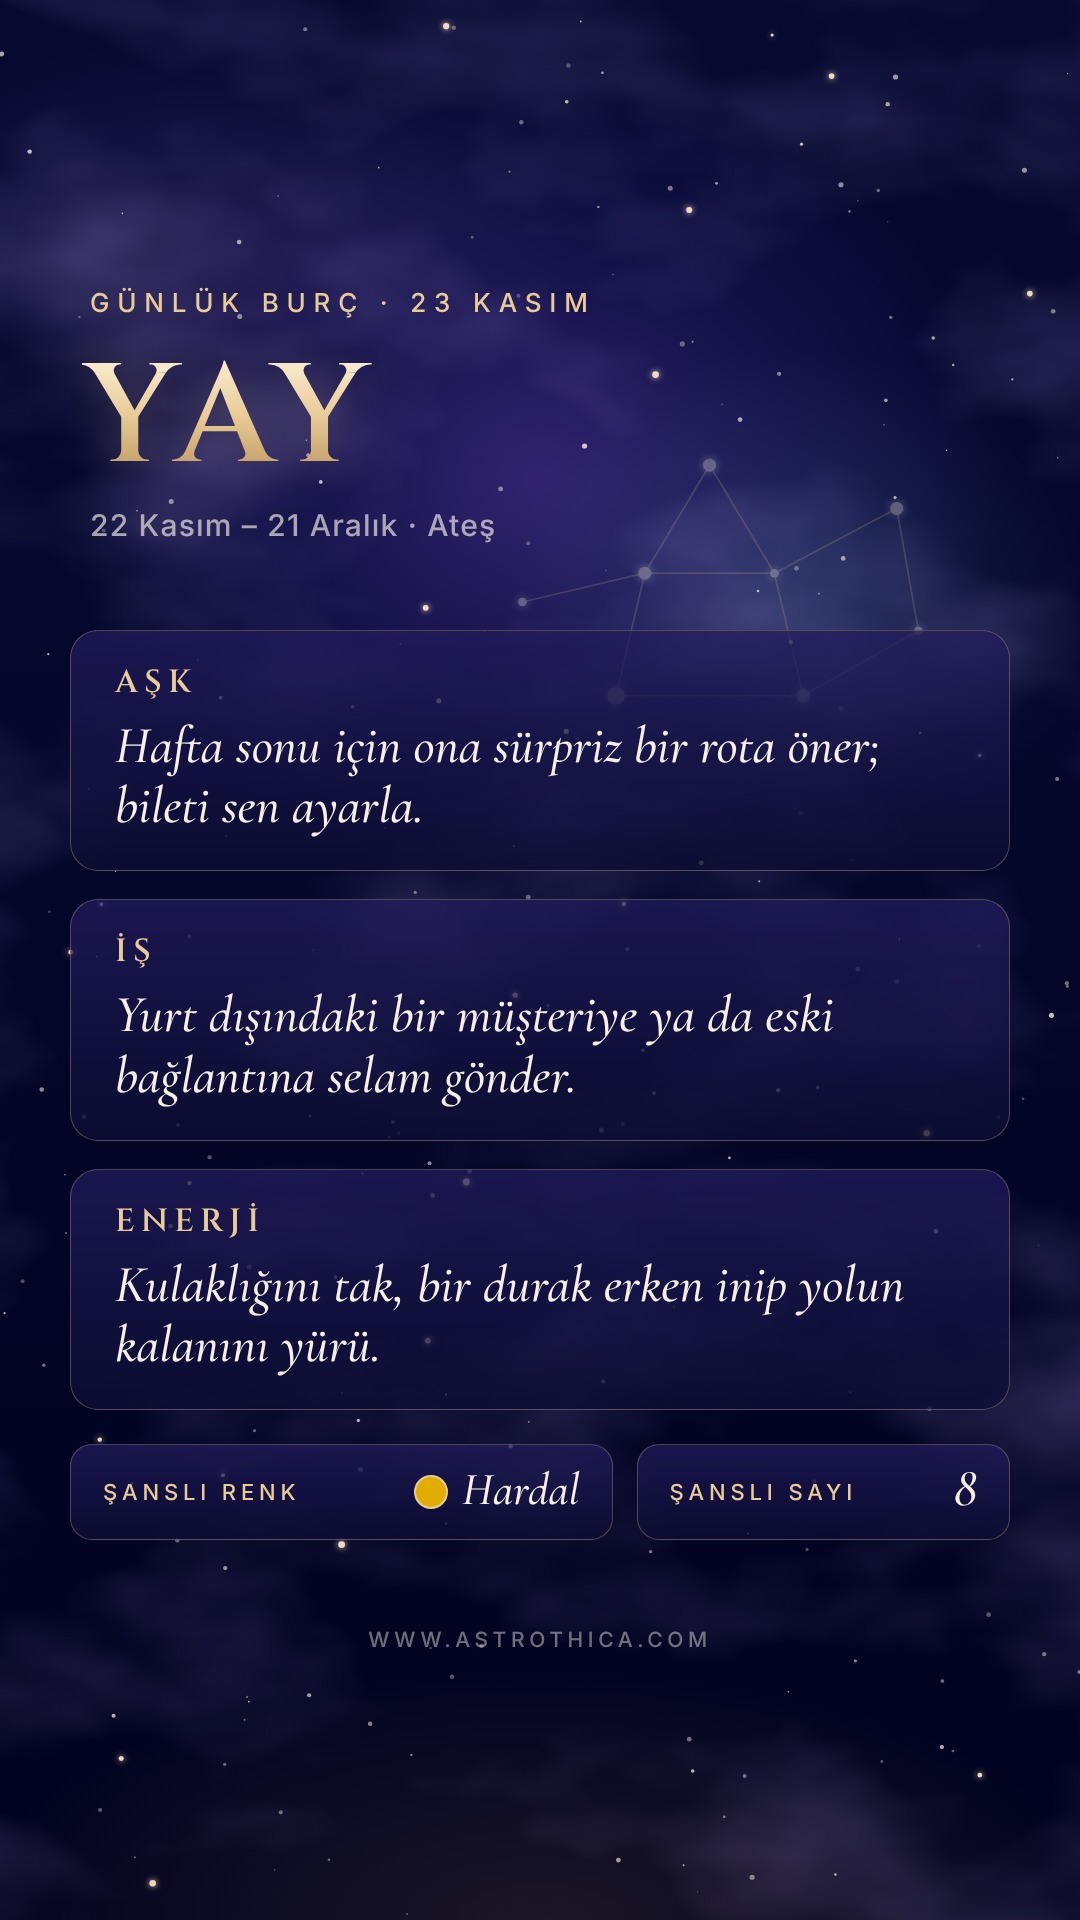 GÜNLÜK BURÇ · 23 KASIM
YAY
22 Kasım – 21 Aralık · Ateş
AŞK
Hafta sonu için ona sürpriz bir rota öner;
bileti sen ayarla.
İŞ
Yurt dışındaki bir müşteriye ya da eski
bağlantına selam gönder.
ENERJİ
Kulaklığını tak, bir durak erken inip yolun
kalanını yürü.
ŞANSLI RENK Hardal
ŞANSLI SAYI 8
WWW.ASTROTHICA.COM